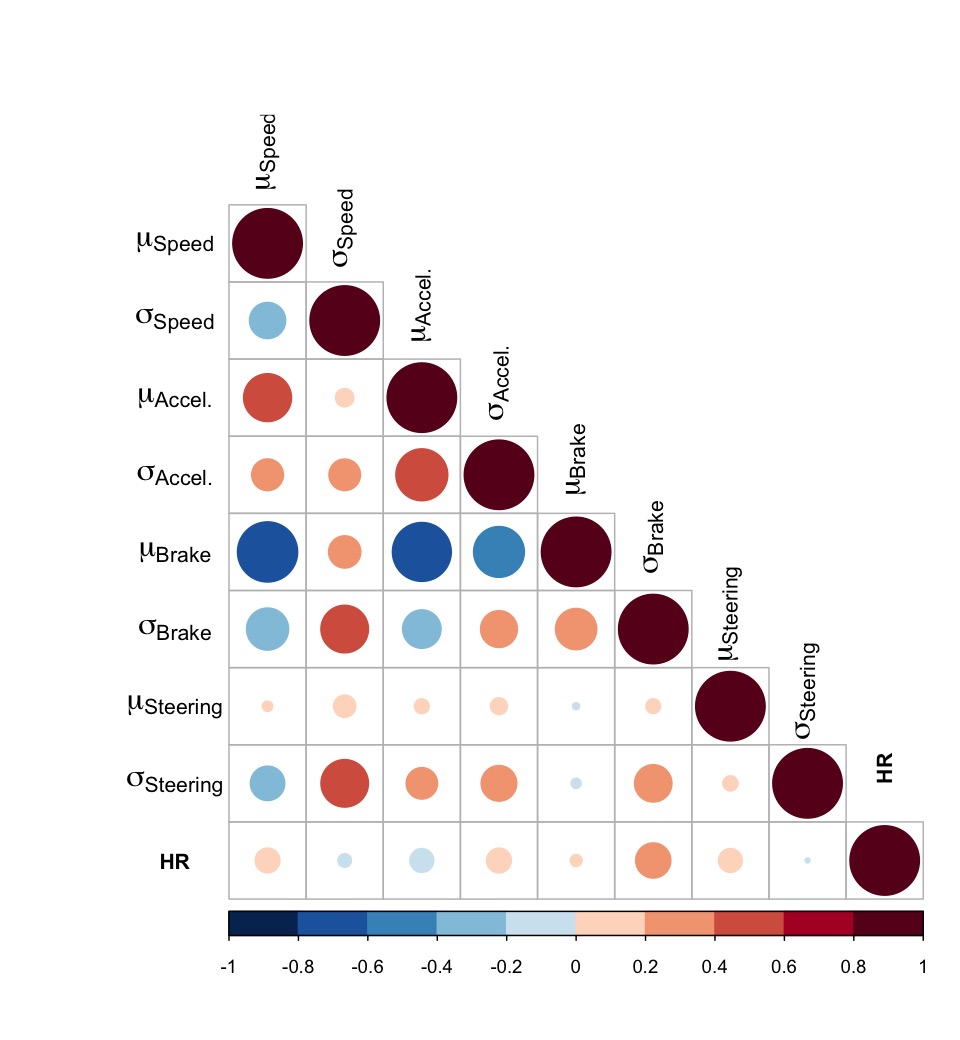 μSpeed
σSpeed
μAccel.
σAccel.
μBrake
σBrake
μSteering
σSteering
HR
μSpeed
σSpeed
μAccel.
σAccel.
μBrake
σBrake
μSteering
σSteering
HR
-1 -0.8 -0.6 -0.4 -0.2 0 0.2 0.4 0.6 0.8 1